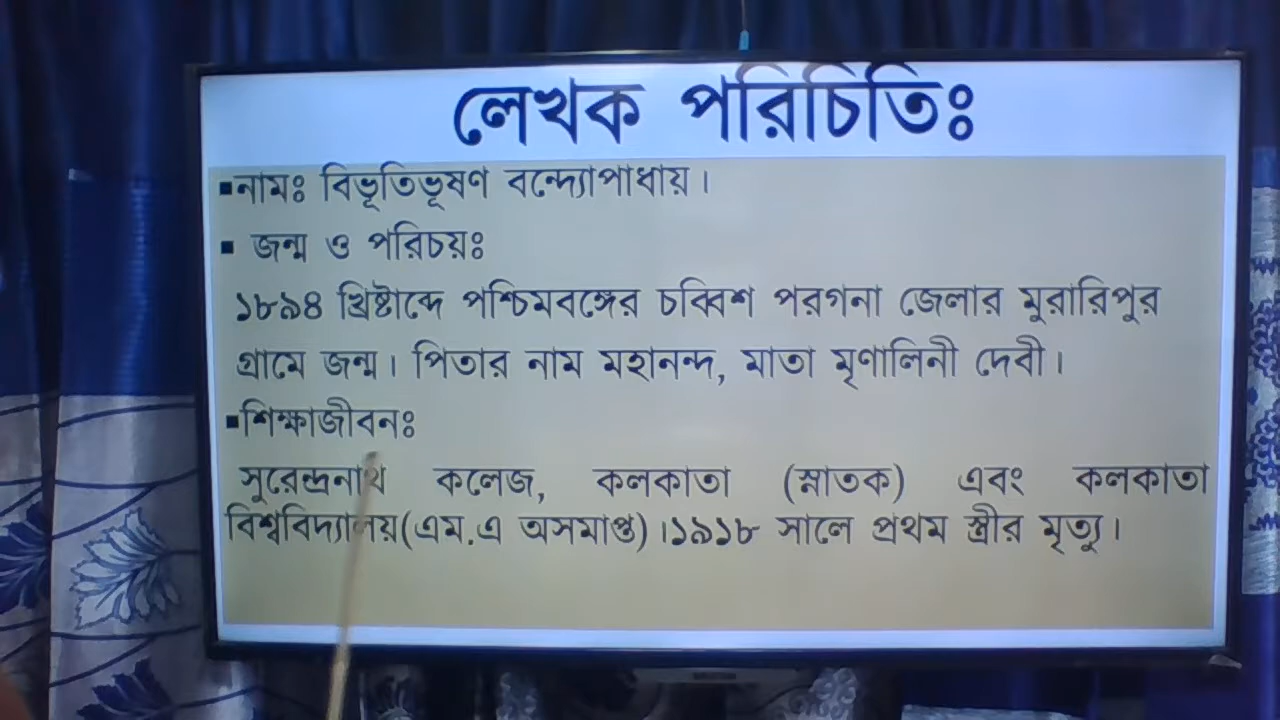 লেখক পরিচিতিঃ
▪নামঃ বিভূতিভূষণ বন্দ্যোপাধায়।
▪ জন্ম ও পরিচয়ঃ
১৮৯৪ খ্রিষ্টাব্দে পশ্চিমবঙ্গের চব্বিশ পরগনা জেলার মুরারিপুর
গ্রামে জন্ম। পিতার নাম মহানন্দ, মাতা মৃণালিনী দেবী।
▪শিক্ষাজীবনঃ
সুরেন্দ্রনাথ কলেজ, কলকাতা (স্নাতক) এবং কলকাতা
বিশ্ববিদ্যালয়(এম.এ অসমাপ্ত)।১৯১৮ সালে প্রথম স্ত্রীর মৃত্যু।